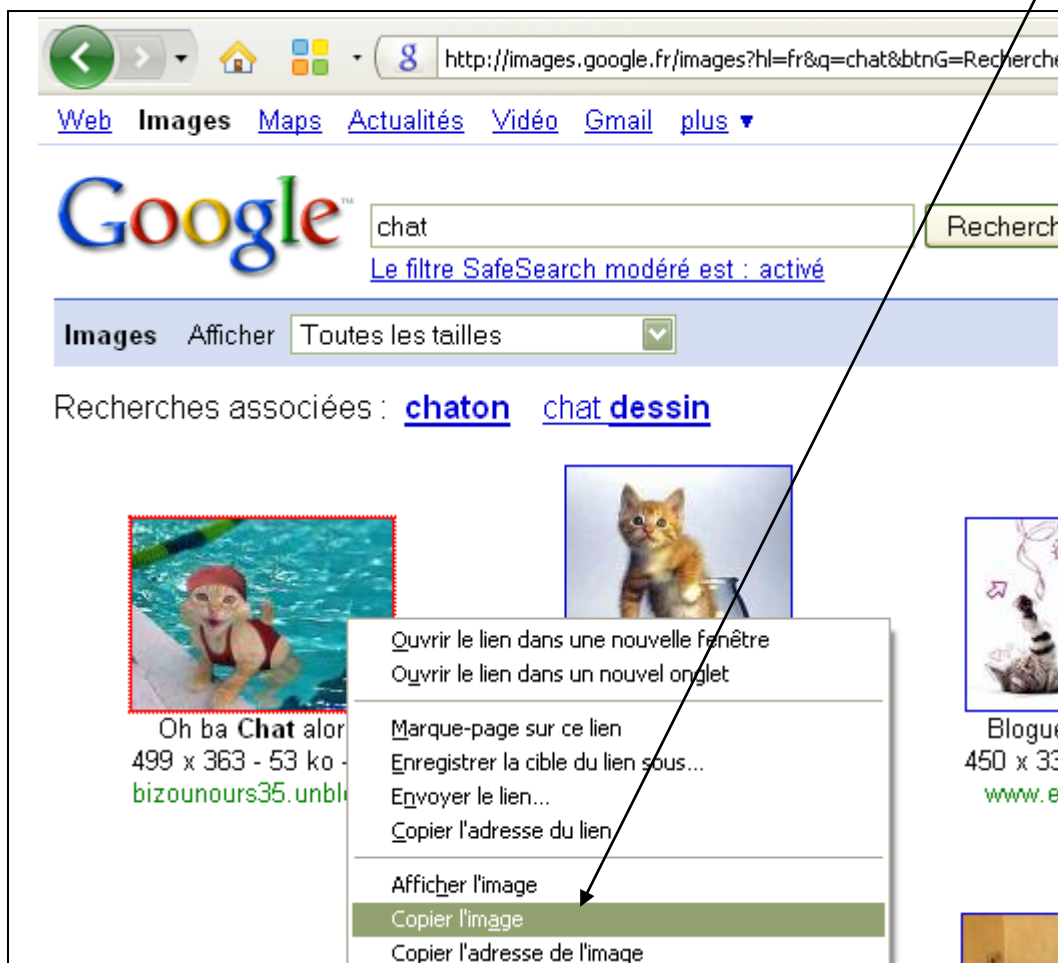 http://images.google.fr/images?hl=fr&q=chat&btnG=Recherche
Web Images Maps Actualités Vidéo Gmail plus ▼
Google™
chat
Recherch
Le filtre SafeSearch modéré est : activé
Images Afficher Toutes les tailles
Recherches associées : chaton chat dessin
Oh ba Chat alor
499 x 363 - 53 ko -
bizounours35.unbl
Ouvrir le lien dans une nouvelle fenêtre
Ouvrir le lien dans un nouvel onglet
Marque-page sur ce lien
Enregistrer la cible du lien sous...
Envoyer le lien...
Copier l'adresse du lien
Afficher l'image
Copier l'image
Copier l'adresse de l'image
Blogue
450 x 33
www.e